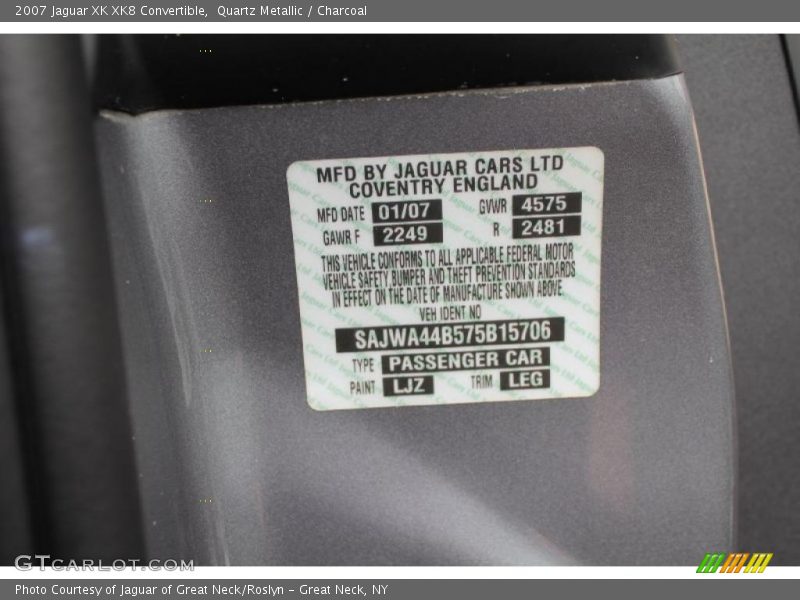 2007 Jaguar XK XK8 Convertible,  Quartz Metallic / Charcoal
MFD BY JAGUAR CARS LTD
COVENTRY ENGLAND
MFD DATE 01/07 GVWR 4575
GAWR F 2249 R 2481
THIS VEHICLE CONFORMS TO ALL APPLICABLE FEDERAL MOTOR
VEHICLE SAFETY BUMPER AND THEFT PREVENTION STANDARDS
IN EFFECT ON THE DATE OF MANUFACTURE SHOWN ABOVE.
VEH IDENT NO
SAJWA44B575B15706
TYPE PASSENGER CAR
PAINT LJZ TRIM LEG
GTCARLOT.COM
Photo Courtesy of Jaguar of Great Neck/Roslyn – Great Neck, NY